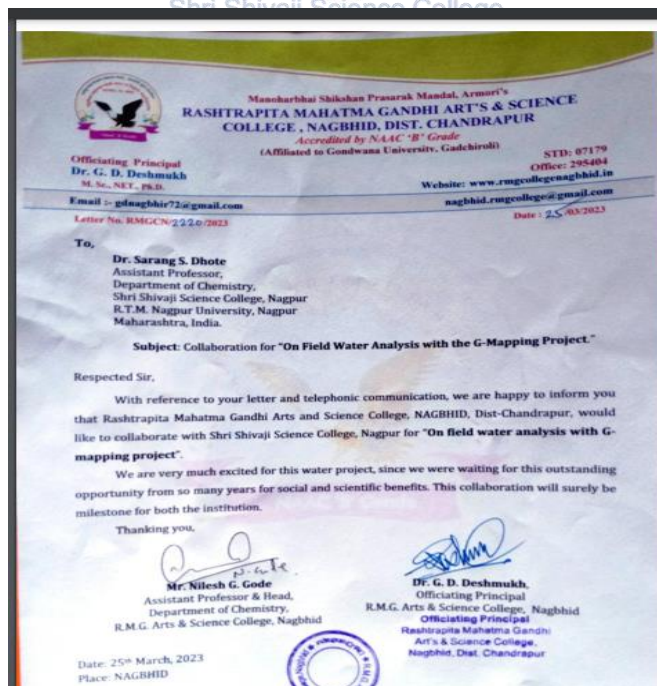 Shri Shivaji Science College
Manoharbhai Shikshan Prasarak Mandal, Armori's
RASHTRAPITA MAHATMA GANDHI ART'S & SCIENCE
COLLEGE , NAGBHID, DIST. CHANDRAPUR
Accredited by NAAC 'B' Grade
(Affiliated to Gondwana University, Gadchiroli)
Officiating Principal
Dr. G. D. Deshmukh
M. Sc., NET., Ph.D.
STD: 07179
Office: 295404
Website: www.rmgcollegenagbhid.in
Email :- gdnagbhir72@gmail.com
nagbhid.rmgcollege@gmail.com
Letter No. RMGCN/2220/2023
Date : 25/03/2023
To,
Dr. Sarang S. Dhote
Assistant Professor,
Department of Chemistry,
Shri Shivaji Science College, Nagpur
R.T.M. Nagpur University, Nagpur
Maharashtra, India.
Subject: Collaboration for "On Field Water Analysis with the G-Mapping Project."
Respected Sir,
With reference to your letter and telephonic communication, we are happy to inform you
that Rashtrapita Mahatma Gandhi Arts and Science College, NAGBHID, Dist-Chandrapur, would
like to collaborate with Shri Shivaji Science College, Nagpur for "On field water analysis with G-
mapping project".
We are very much excited for this water project, since we were waiting for this outstanding
opportunity from so many years for social and scientific benefits. This collaboration will surely be
milestone for both the institution.
Thanking you,
N. Gode
Mr. Nilesh G. Gode
Assistant Professor & Head,
Department of Chemistry,
R.M.G. Arts & Science College, Nagbhid
Dr. G. D. Deshmukh,
Officiating Principal
R.M.G. Arts & Science College, Nagbhid
Officiating Principal
Rashtrapita Mahatma Gandhi
Art's & Science College,
Nagbhid, Dist. Chandrapur
Date: 25th March, 2023
Place: NAGBHID